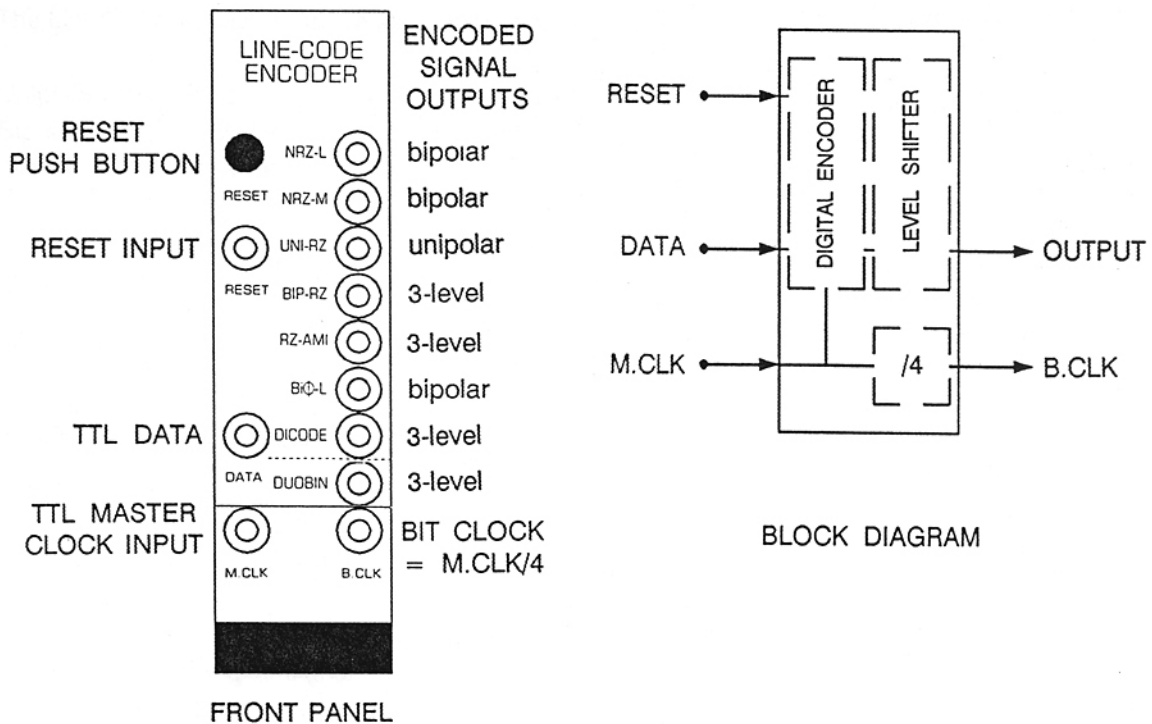 LINE-CODE
ENCODER
ENCODED
SIGNAL
OUTPUTS
RESET
PUSH BUTTON
NRZ-L
bipolar
RESET
NRZ-M
bipolar
RESET INPUT
UNI-RZ
unipolar
RESET
BIP-RZ
3-level
RZ-AMI
3-level
BiΦ-L
bipolar
TTL DATA
DICODE
3-level
DATA
DUOBIN
3-level
TTL MASTER
CLOCK INPUT
BIT CLOCK
= M.CLK/4
M.CLK
B.CLK
FRONT PANEL
RESET
DATA
M.CLK
DIGITAL ENCODER
LEVEL SHIFTER
/4
OUTPUT
B.CLK
BLOCK DIAGRAM